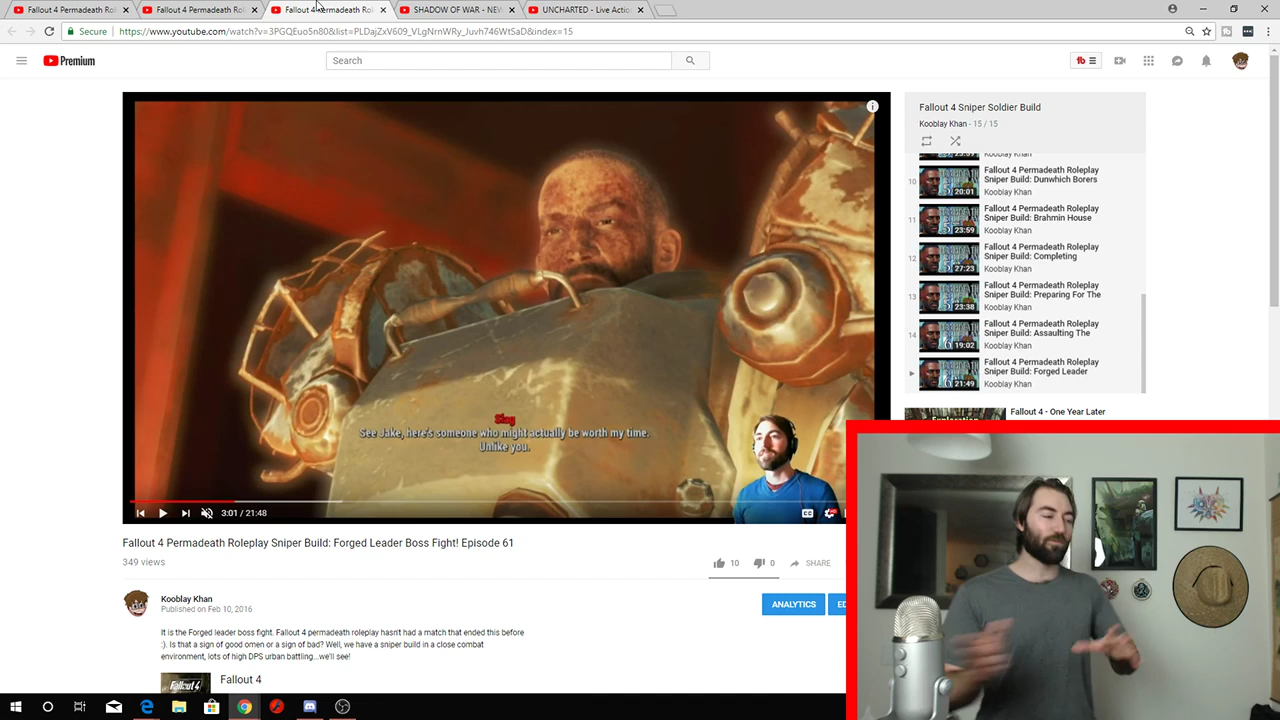 Fallout 4 Permadeath Rol
Fallout 4 Permadeath Rol
Fallout 4 Permadeath Rol
SHADOW OF WAR - NEW
UNCHARTED - Live Actio
Secure
https://www.youtube.com/watch?v=3PGQEuo5n80&list=PLDAjZxV609_VLgNrnWRy_Juvh746WtSaD&index=15
Premium
Search
Fallout 4 Sniper Soldier Build
Kooblay Khan - 15 / 15
Kooblay Khan
10
Fallout 4 Permadeath Roleplay
Sniper Build: Dunwhich Borers
20:01
Kooblay Khan
11
Fallout 4 Permadeath Roleplay
Sniper Build: Brahmin House
23:59
Kooblay Khan
12
Fallout 4 Permadeath Roleplay
Sniper Build: Completing
27:23
Kooblay Khan
13
Fallout 4 Permadeath Roleplay
Sniper Build: Preparing For The
23:38
Kooblay Khan
14
Fallout 4 Permadeath Roleplay
Sniper Build: Assaulting The
19:02
Kooblay Khan
Fallout 4 Permadeath Roleplay
Sniper Build: Forged Leader
21:49
Kooblay Khan
Fallout 4 - One Year Later
Slag
See Jake, here's someone who might actually be worth my time.
Unlike you.
3:01 / 21:48
Fallout 4 Permadeath Roleplay Sniper Build: Forged Leader Boss Fight! Episode 61
349 views
10
0
SHARE
Kooblay Khan
Published on Feb 10, 2016
ANALYTICS
ED
It is the Forged leader boss fight. Fallout 4 permadeath roleplay hasn't had a match that ended this before
:). Is that a sign of good omen or a sign of bad? Well, we have a sniper build in a close combat
environment, lots of high DPS urban battling...we'll see!
Fallout 4
Fallout 4